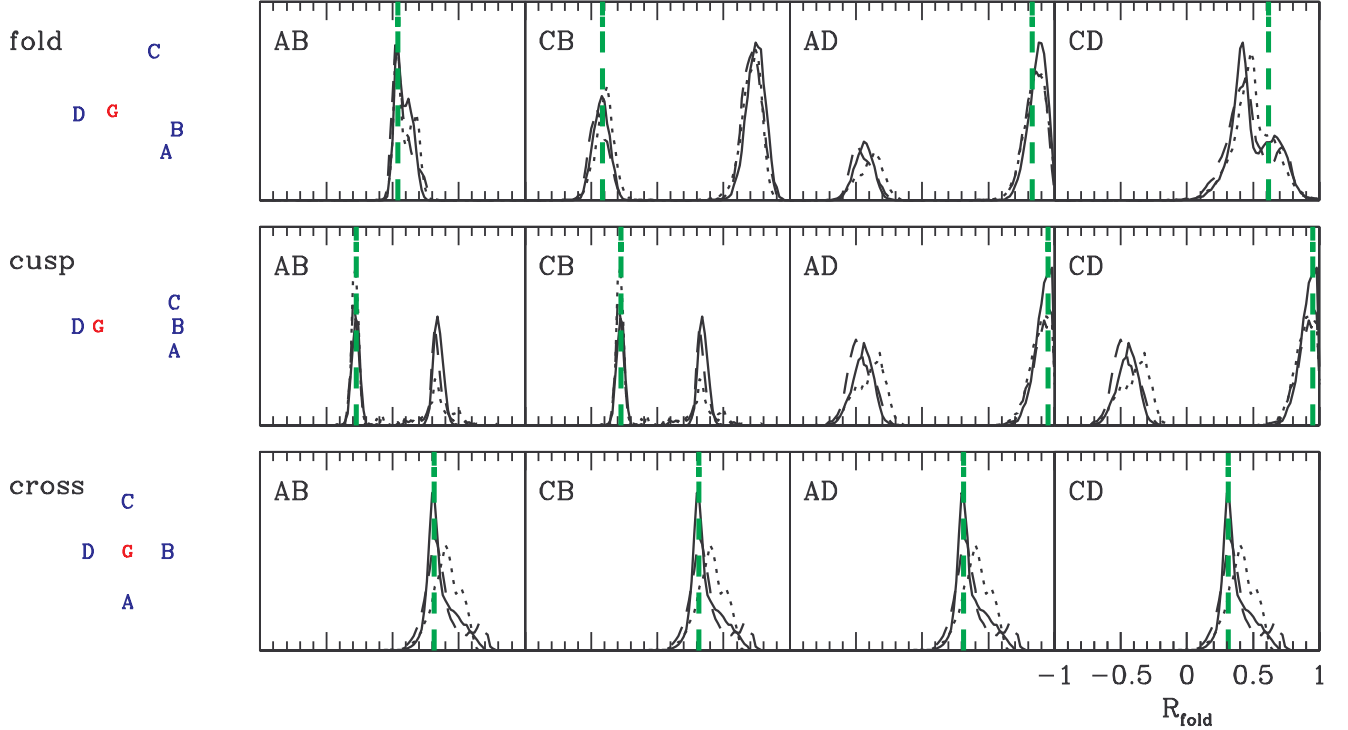 fold
C
D G
B
A
AB CB AD CD
cusp
C
D G B
A
AB CB AD CD
cross
C
D G B
A
AB CB AD CD
−1 −0.5 0 0.5 1
Rfold